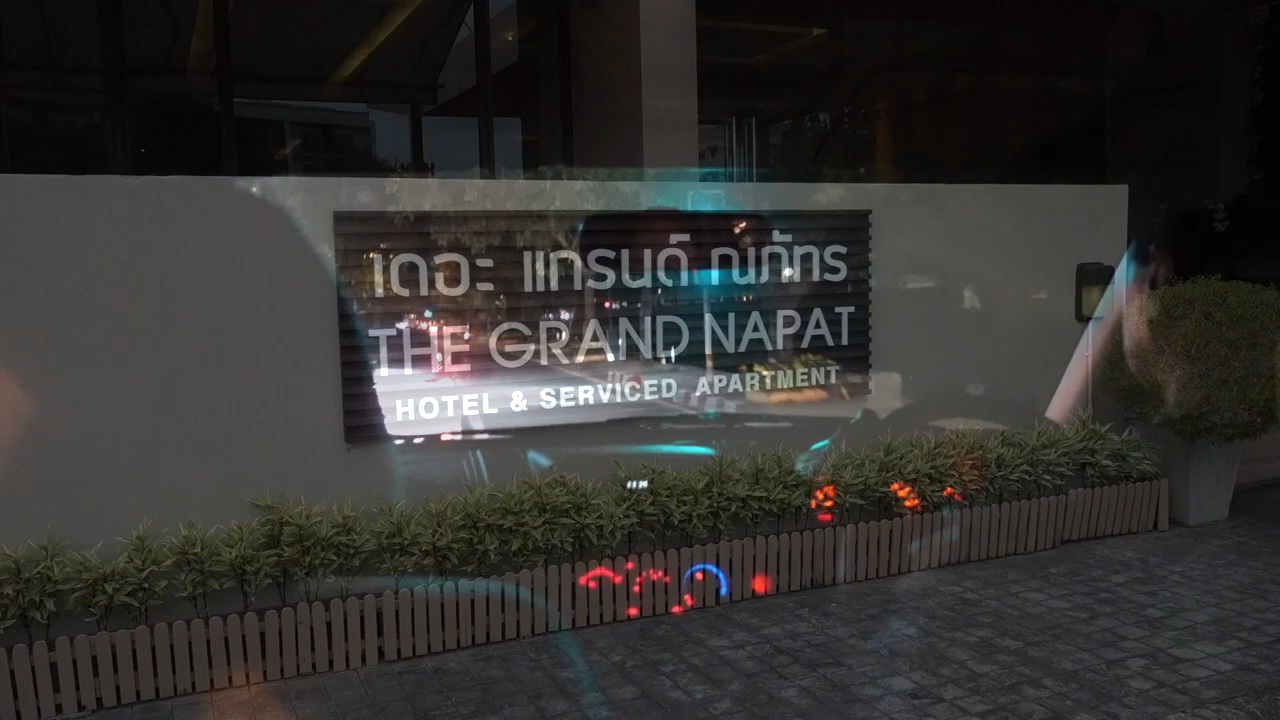 เดอะ แกรนด์ ณภัทร
THE GRAND NAPAT
HOTEL & SERVICED APARTMENT